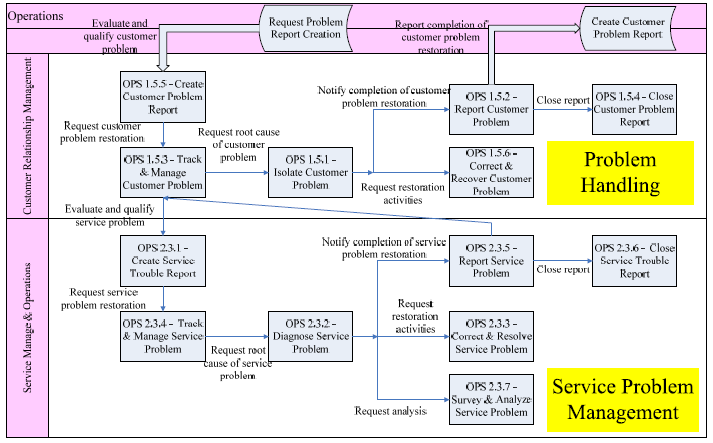 Operations
Evaluate and
qualify customer
problem
Request Problem
Report Creation
Report completion of
customer problem
restoration
Create Customer
Problem Report
Customer Relationship Management
OPS 1.5.5 – Create
Customer Problem
Report
Request customer
problem restoration
OPS 1.5.3 – Track
& Manage
Customer Problem
Request root cause
of customer
problem
OPS 1.5.1 –
Isolate Customer
Problem
Notify completion of customer
problem restoration
OPS 1.5.2 –
Report Customer
Problem
Close report
OPS 1.5.4 – Close
Customer Problem
Report
Request restoration
activities
OPS 1.5.6 –
Correct &
Recover Customer
Problem
Problem
Handling
Service Manage & Operations
Evaluate and qualify
service problem
OPS 2.3.1 –
Create Service
Trouble Report
Request service
problem restoration
OPS 2.3.4 – Track
& Manage Service
Problem
Request root
cause of service
problem
OPS 2.3.2 –
Diagnose Service
Problem
Notify completion of service
problem restoration
OPS 2.3.5 –
Report Service
Problem
Close report
OPS 2.3.6 – Close
Service Trouble
Report
Request
restoration
activities
OPS 2.3.3 –
Correct & Resolve
Service Problem
Request analysis
OPS 2.3.7 –
Survey & Analyze
Service Problem
Service Problem
Management